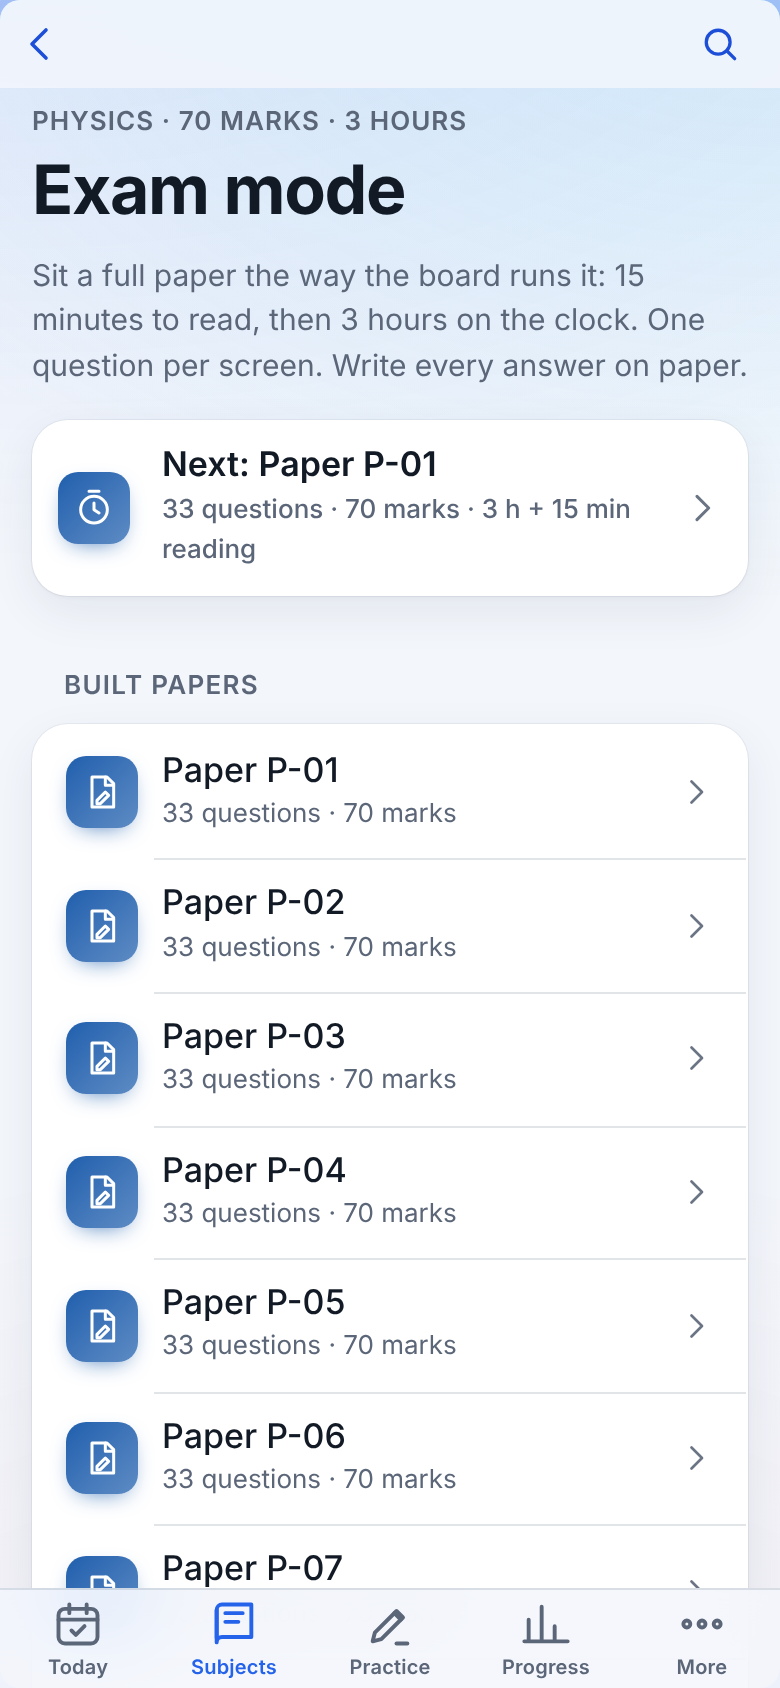 PHYSICS · 70 MARKS · 3 HOURS
Exam mode
Sit a full paper the way the board runs it: 15
minutes to read, then 3 hours on the clock. One
question per screen. Write every answer on paper.
Next: Paper P-01
33 questions · 70 marks · 3 h + 15 min
reading
BUILT PAPERS
Paper P-01
33 questions · 70 marks
Paper P-02
33 questions · 70 marks
Paper P-03
33 questions · 70 marks
Paper P-04
33 questions · 70 marks
Paper P-05
33 questions · 70 marks
Paper P-06
33 questions · 70 marks
Paper P-07
Today
Subjects
Practice
Progress
More